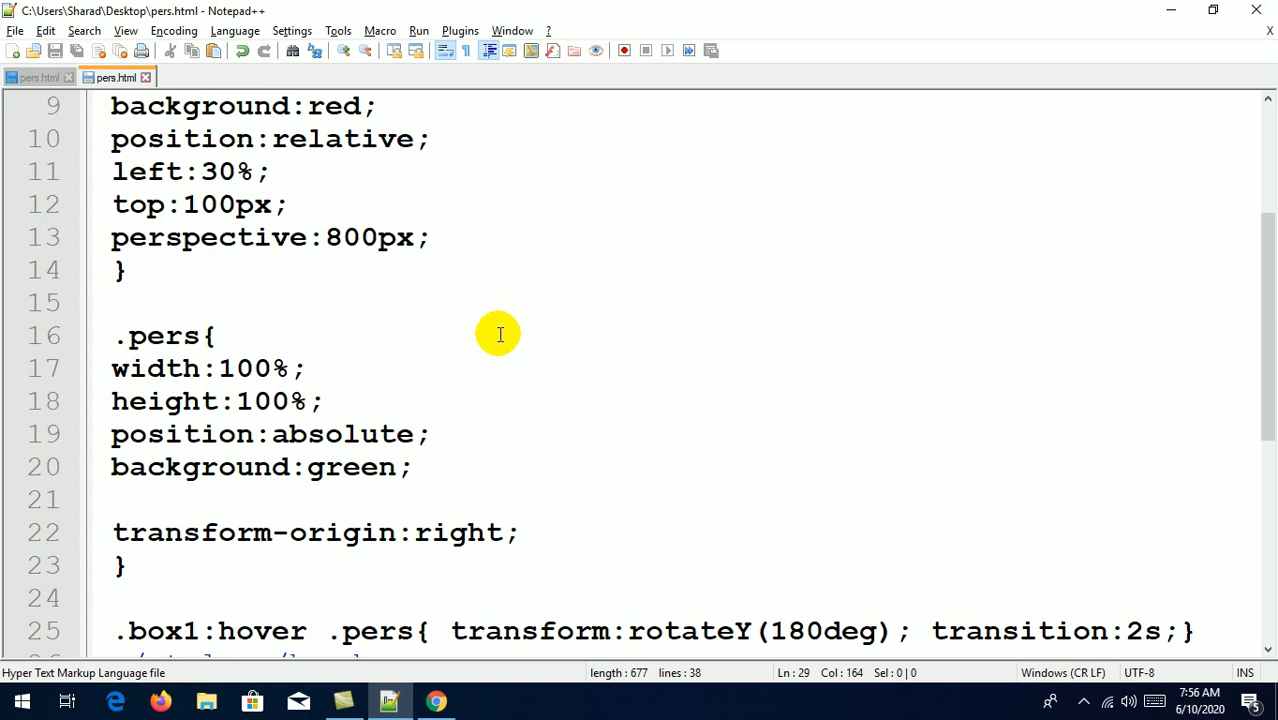 C:\Users\Sharad\Desktop\pers.html - Notepad++
File Edit Search View Encoding Language Settings Tools Macro Run Plugins Window ? X
pers.html pers.html
9 background:red;
10 position:relative;
11 left:30%;
12 top:100px;
13 perspective:800px;
14 }
15
16 .pers{
17 width:100%;
18 height:100%;
19 position:absolute;
20 background:green;
21
22 transform-origin:right;
23 }
24
25 .box1:hover .pers{ transform:rotateY(180deg); transition:2s;}
Hyper Text Markup Language file length : 677 lines : 38 Ln : 29 Col : 164 Sel : 0 | 0 Windows (CR LF) UTF-8 INS
7:56 AM
6/10/2020
5